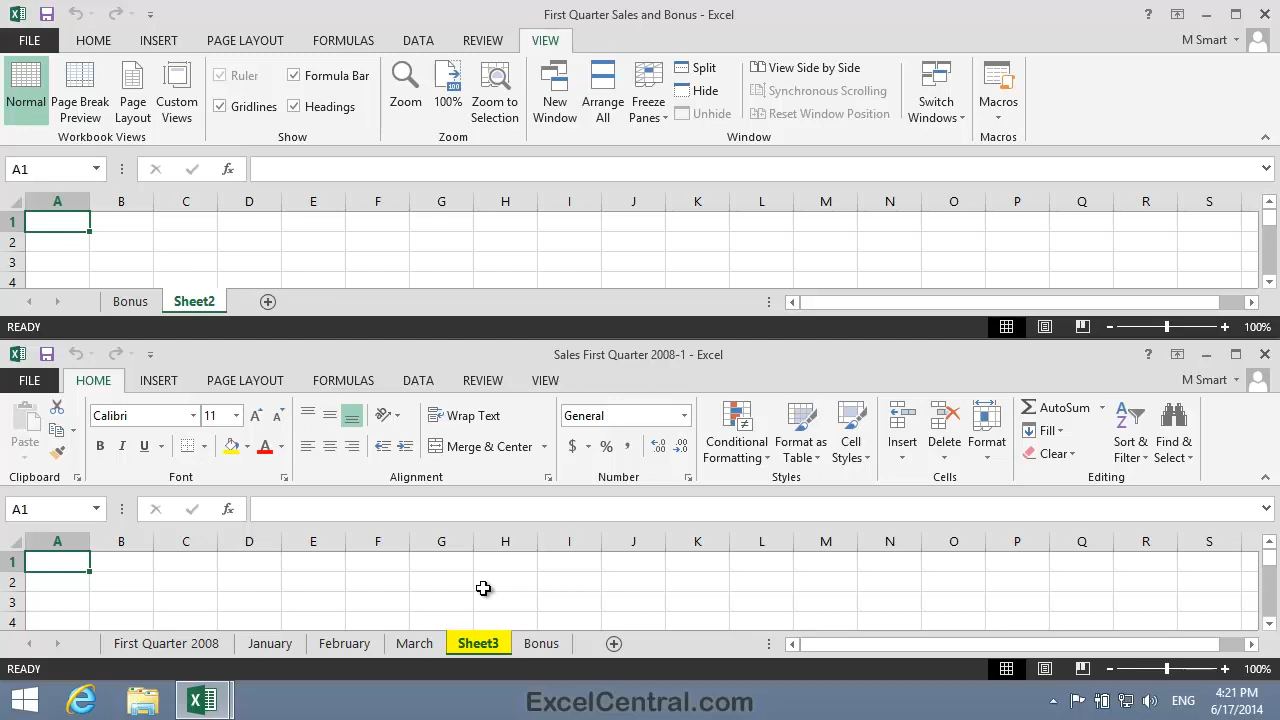 First Quarter Sales and Bonus - Excel
FILE HOME INSERT PAGE LAYOUT FORMULAS DATA REVIEW VIEW M Smart
Normal Page Break Preview Page Layout Custom Views
Workbook Views
Ruler Formula Bar
Gridlines Headings
Show
Zoom 100% Zoom to Selection
Zoom
New Window Arrange All Freeze Panes
Split
Hide
Unhide
View Side by Side
Synchronous Scrolling
Reset Window Position
Switch Windows
Window
Macros
Macros
A1 fx
A B C D E F G H I J K L M N O P Q R S
1
2
3
4
Bonus Sheet2
READY 100%
Sales First Quarter 2008-1 - Excel
FILE HOME INSERT PAGE LAYOUT FORMULAS DATA REVIEW VIEW M Smart
Paste
Clipboard
Calibri 11 A A
B I U A
Font
Wrap Text
Merge & Center
Alignment
General
$ % ,
Number
Conditional Formatting Format as Table Cell Styles
Styles
Insert Delete Format
Cells
AutoSum
Fill
Clear
Sort & Filter Find & Select
Editing
A1 fx
A B C D E F G H I J K L M N O P Q R S
1
2
3
4
First Quarter 2008 January February March Sheet3 Bonus
READY 100%
ExcelCentral.com
ENG
4:21 PM
6/17/2014